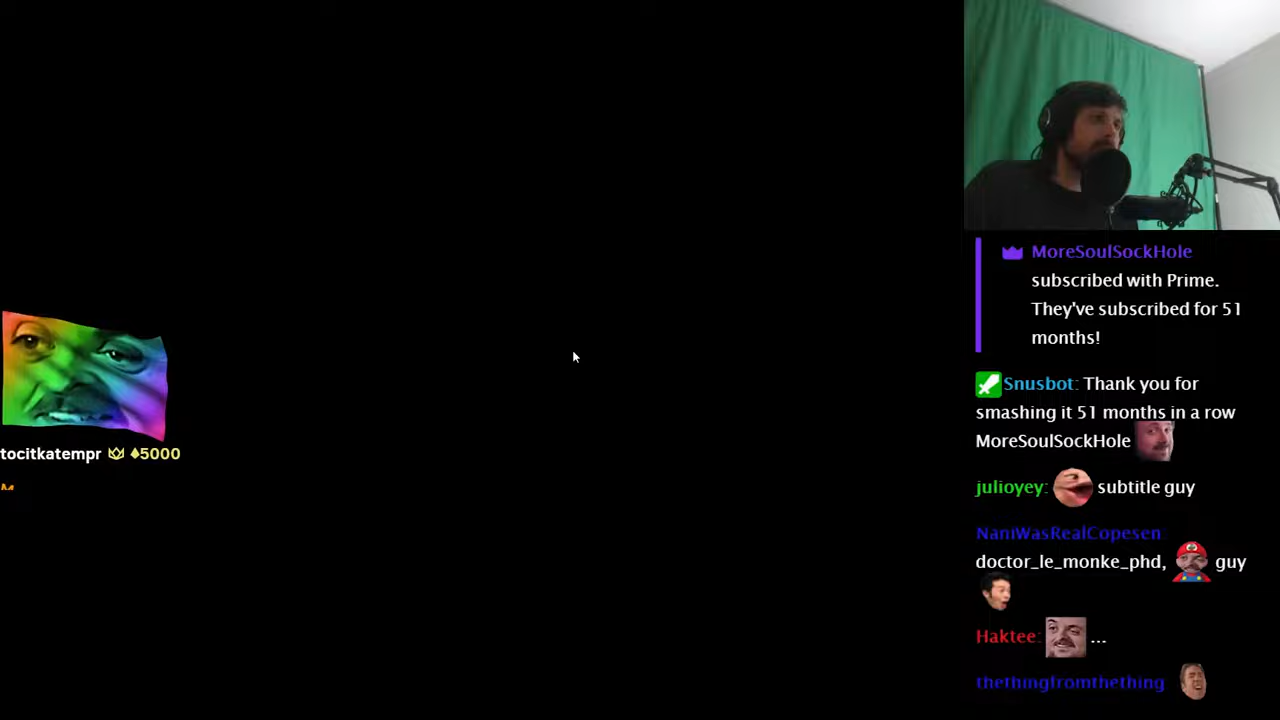 MoreSoulSockHole
subscribed with Prime.
They've subscribed for 51
months!
Snusbot: Thank you for
smashing it 51 months in a row
MoreSoulSockHole
julioyey: subtitle guy
NaniWasRealCopesen:
doctor_le_monke_phd, guy
Haktee: ...
thethingfromthething
tocitkatempr 5000